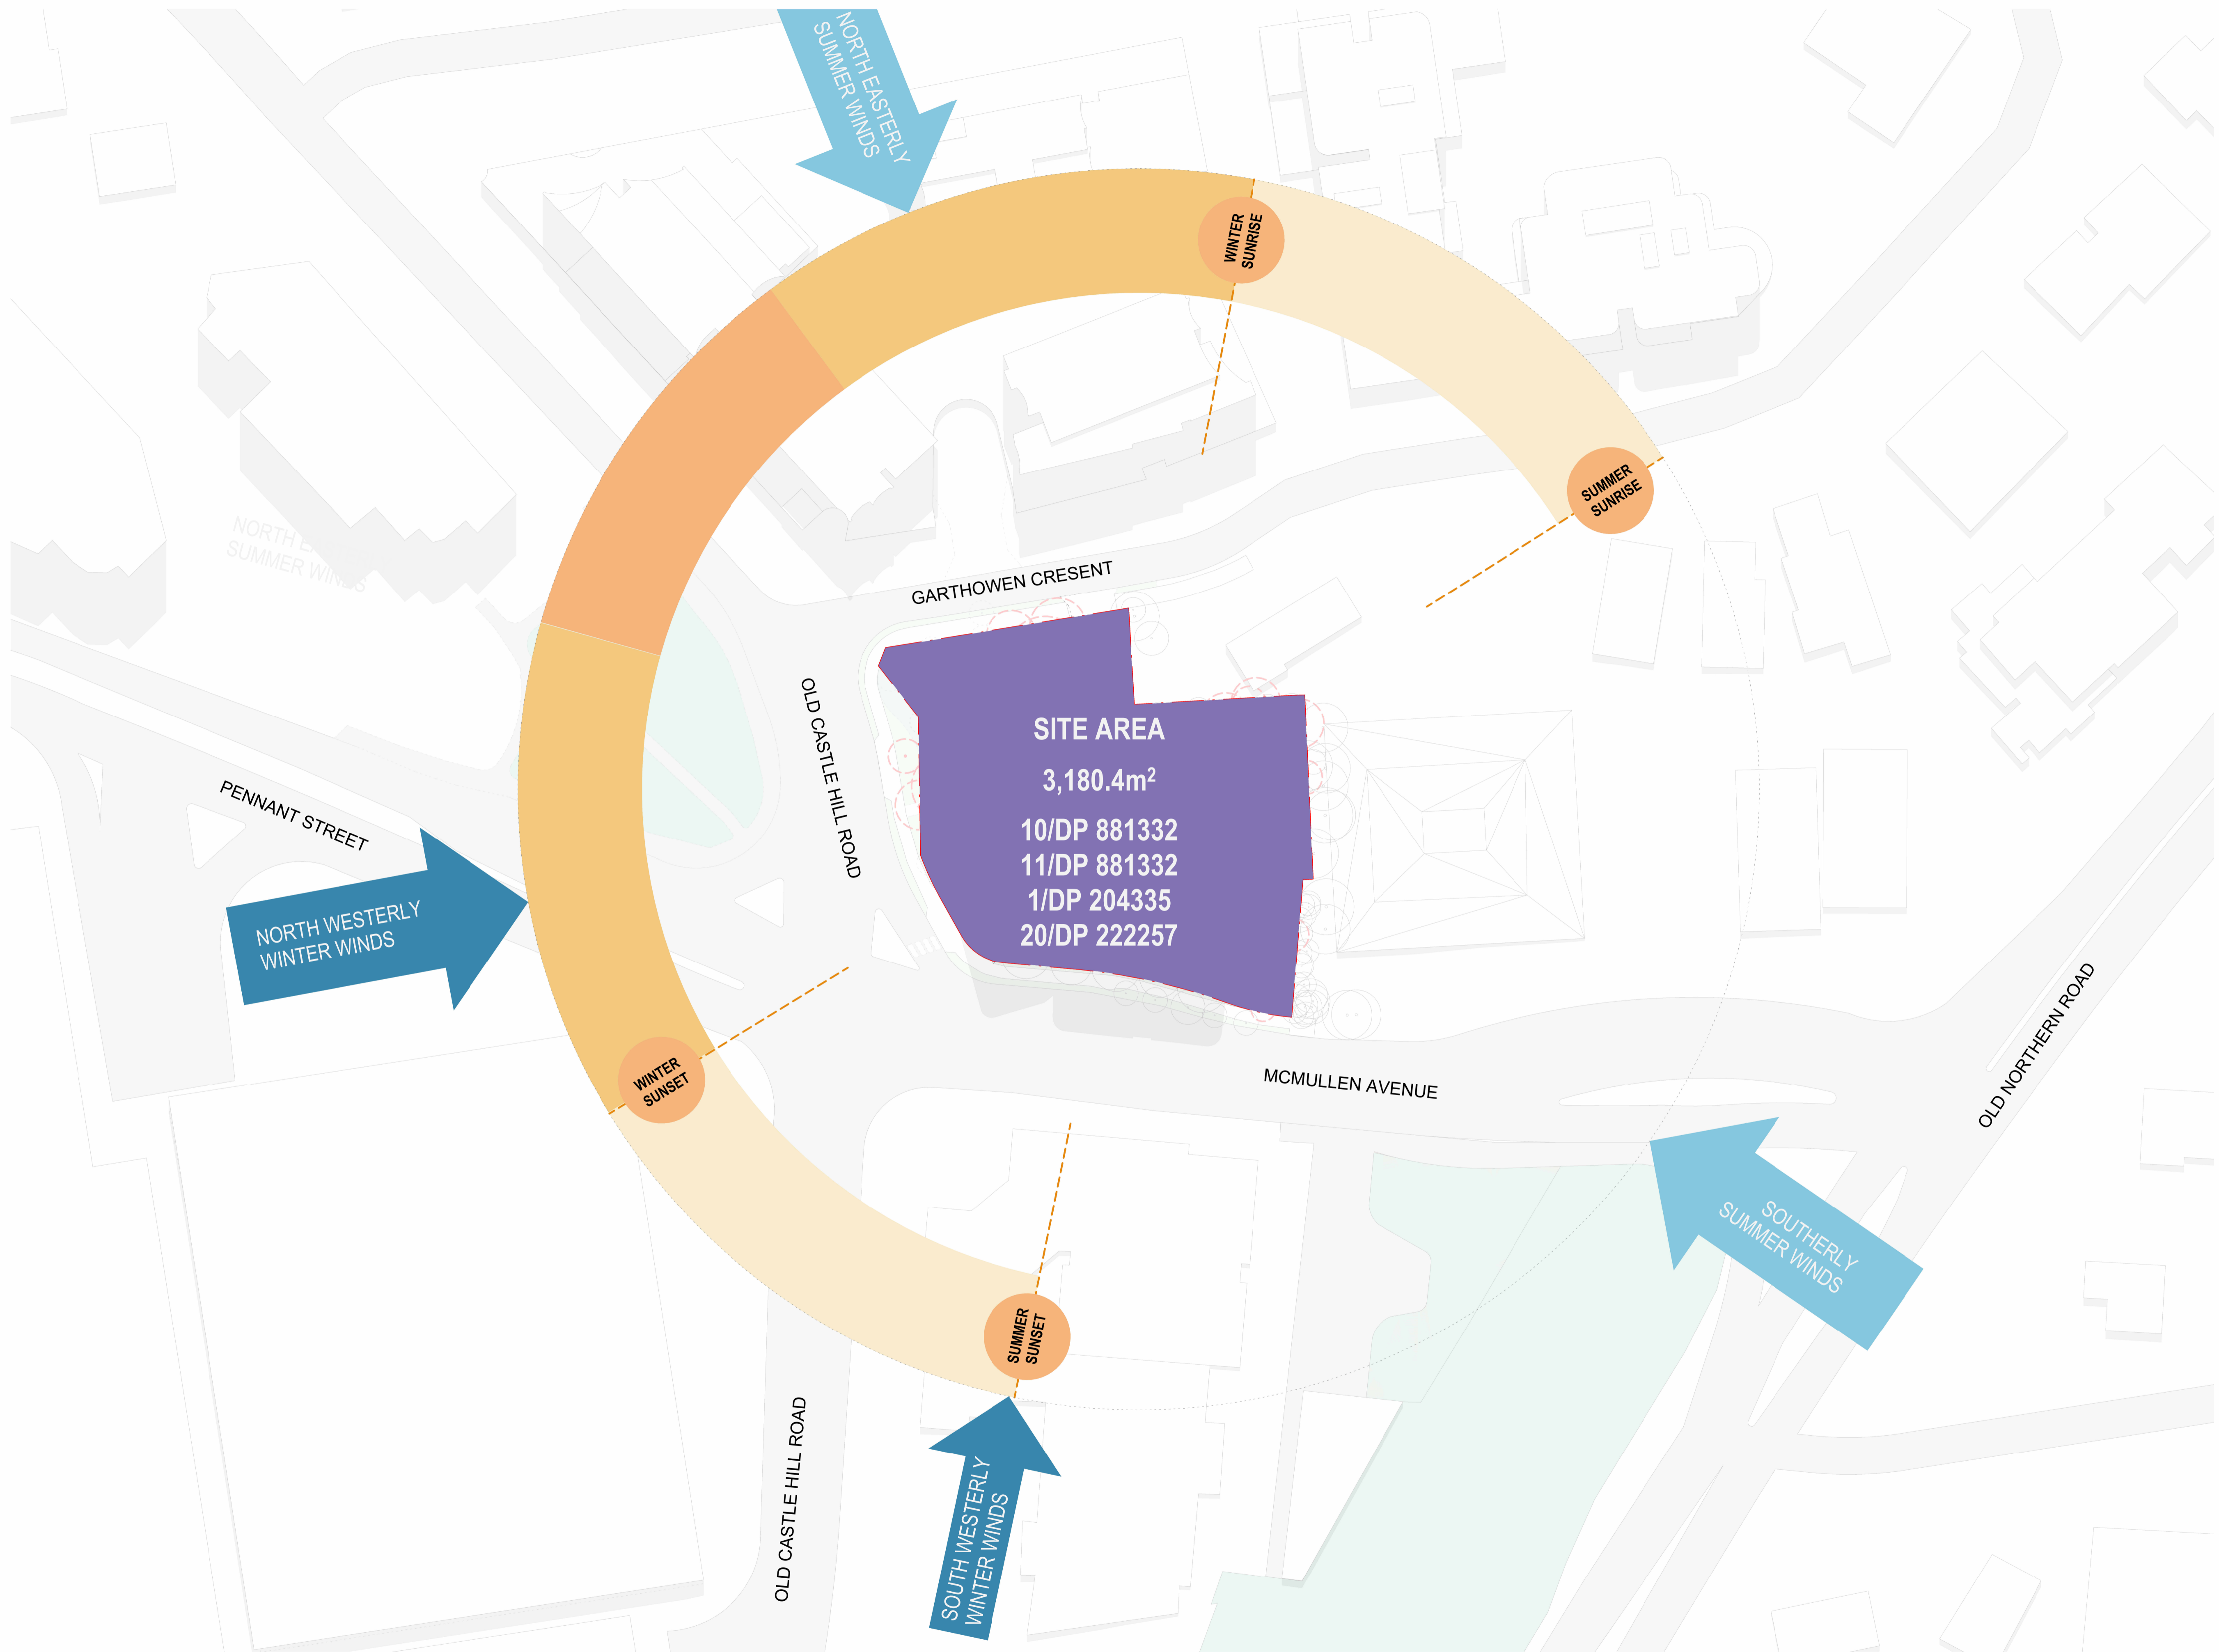 NORTH EASTERLY
SUMMER WINDS
WINTER
SUNRISE
SUMMER
SUNRISE
NORTH
SUMMER
GARTHOWEN CRESENT
OLD CASTLE HILL ROAD
SITE AREA
3,180.4m²
10/DP 881332
11/DP 881332
1/DP 204335
20/DP 222257
PENNANT STREET
NORTH WESTERLY
WINTER WINDS
WINTER
SUNSET
MCMULLEN AVENUE
OLD NORTHERN ROAD
SOUTHERLY
SUMMER WINDS
SUMMER
SUNSET
OLD CASTLE HILL ROAD
SOUTH WESTERLY
WINTER WINDS